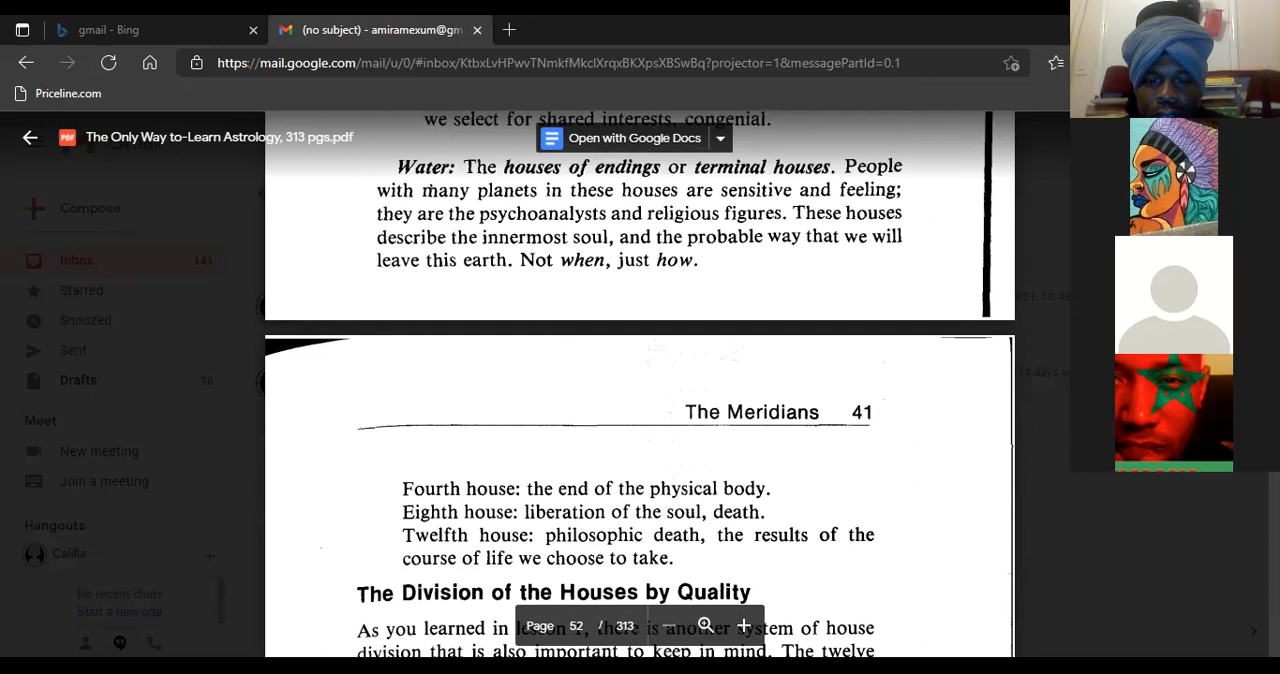 gmail - Bing
(no subject) - amiramexum@gm
https://mail.google.com/mail/u/0/#inbox/KtbxLvHPwvTNmkfMkclXrqxBKXpsXBSwBq?projector=1&messagePartId=0.1
Priceline.com
we select for shared interests, congenial.
PDF
The Only Way to-Learn Astrology, 313 pgs.pdf
Open with Google Docs
Water: The houses of endings or terminal houses. People
with many planets in these houses are sensitive and feeling;
they are the psychoanalysts and religious figures. These houses
describe the innermost soul, and the probable way that we will
leave this earth. Not when, just how.
Compose
Inbox 141
Starred
Snoozed
Sent
Drafts 96
Meet
New meeting
Join a meeting
Hangouts
Califia
No recent chats
Start a new one
(4 days
The Meridians 41
Fourth house: the end of the physical body.
Eighth house: liberation of the soul, death.
Twelfth house: philosophic death, the results of the
course of life we choose to take.
The Division of the Houses by Quality
As you learned in there is another system of house
division that is also important to keep in mind. The twelve
Page 52 / 313